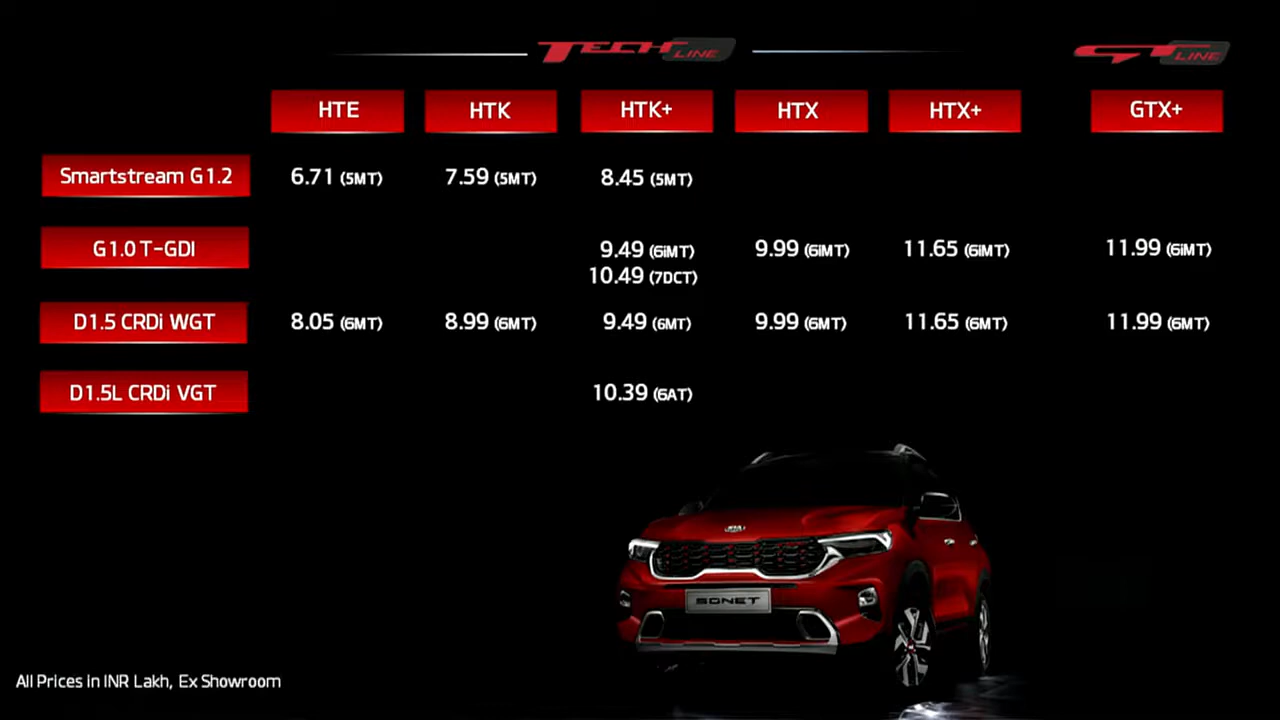 TECH LINE GT LINE
HTE HTK HTK+ HTX HTX+ GTX+
Smartstream G1.2 6.71 (5MT) 7.59 (5MT) 8.45 (5MT)
G1.0 T-GDI 9.49 (6iMT) 9.99 (6iMT) 11.65 (6iMT) 11.99 (6iMT)
10.49 (7DCT)
D1.5 CRDi WGT 8.05 (6MT) 8.99 (6MT) 9.49 (6MT) 9.99 (6MT) 11.65 (6MT) 11.99 (6MT)
D1.5L CRDi VGT 10.39 (6AT)
KIA
SONET
All Prices in INR Lakh, Ex Showroom